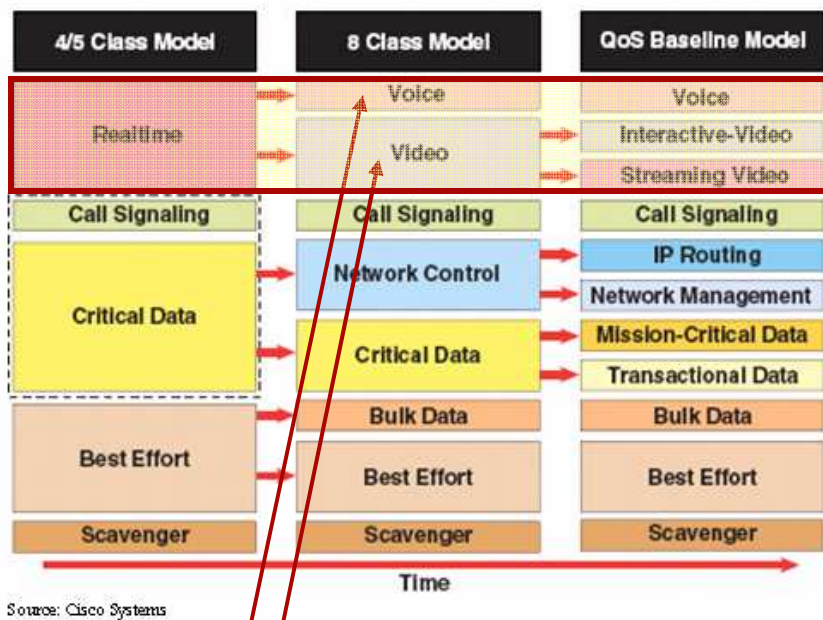 4/5 Class Model
8 Class Model
QoS Baseline Model
Realtime
Voice
Voice
Video
Interactive-Video
Streaming Video
Call Signaling
Call Signaling
Call Signaling
Critical Data
Network Control
IP Routing
Network Management
Critical Data
Mission-Critical Data
Transactional Data
Best Effort
Bulk Data
Bulk Data
Best Effort
Best Effort
Scavenger
Scavenger
Scavenger
Time
Source: Cisco Systems